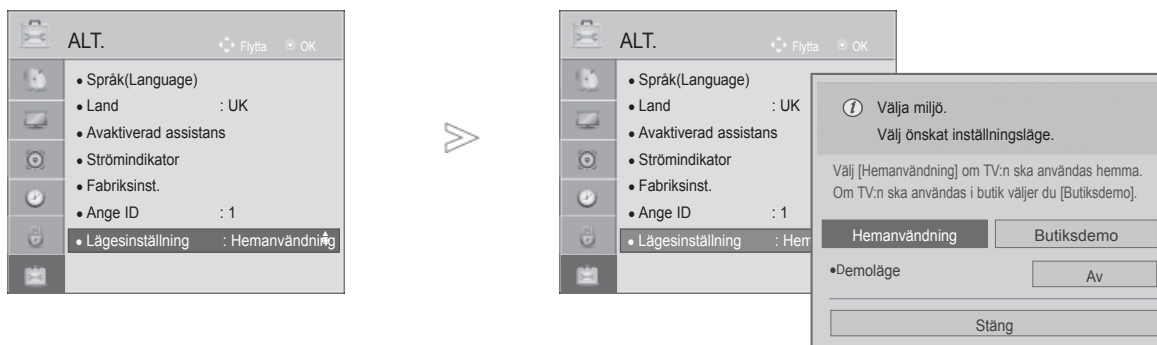 ALT.
Flytta
OK
● Språk(Language)
● Land : UK
● Avaktiverad assistans
● Strömindikator
● Fabriksinst.
● Ange ID : 1
● Lägesinställning : Hemanvändning
ALT.
Flytta
OK
● Språk(Language)
● Land : UK
● Avaktiverad assistans
● Strömindikator
● Fabriksinst.
● Ange ID : 1
● Lägesinställning : Hem
Välja miljö.
Välj önskat inställningsläge.
Välj [Hemanvändning] om TV:n ska användas hemma.
Om TV:n ska användas i butik väljer du [Butiksdemo].
Hemanvändning
Butiksdemo
●Demoläge
Av
Stäng